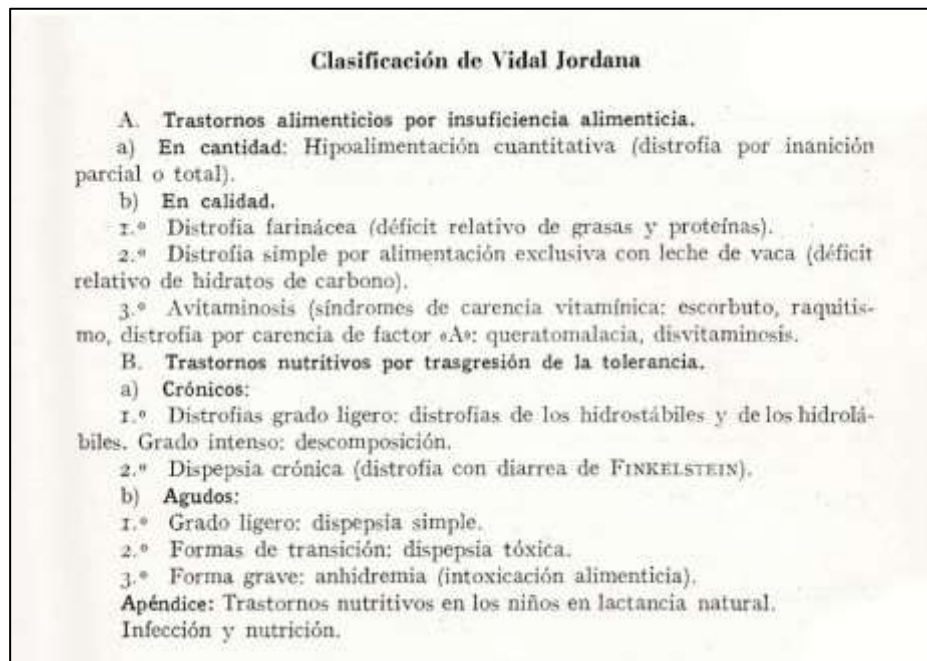 Clasificación de Vidal Jordana
A. Trastornos alimenticios por insuficiencia alimenticia.
a) En cantidad: Hipoalimentación cuantitativa (distrofia por inanición
parcial o total).
b) En calidad.
1.º Distrofia farinácea (déficit relativo de grasas y proteínas).
2.º Distrofia simple por alimentación exclusiva con leche de vaca (déficit
relativo de hidratos de carbono).
3.º Avitaminosis (síndromes de carencia vitamínica: escorbuto, raquitis-
mo, distrofia por carencia de factor «A»: queratomalacia, disvitaminosis.
B. Trastornos nutritivos por trasgresión de la tolerancia.
a) Crónicos:
1.º Distrofias grado ligero: distrofias de los hidrostábiles y de los hidrolá-
biles. Grado intenso: descomposición.
2.º Dispepsia crónica (distrofia con diarrea de FINKELSTEIN).
b) Agudos:
1.º Grado ligero: dispepsia simple.
2.º Formas de transición: dispepsia tóxica.
3.º Forma grave: anhidremia (intoxicación alimenticia).
Apéndice: Trastornos nutritivos en los niños en lactancia natural.
Infección y nutrición.